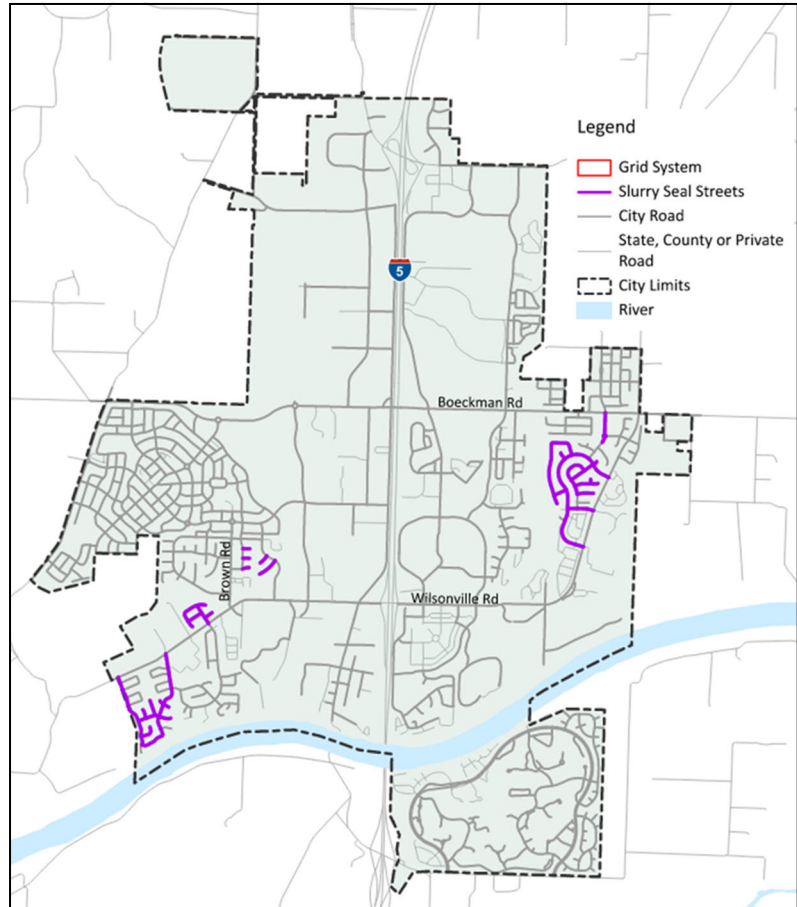 Legend
Grid System
Slurry Seal Streets
City Road
State, County or Private
Road
City Limits
River
5
Boeckman Rd
Brown Rd
Wilsonville Rd